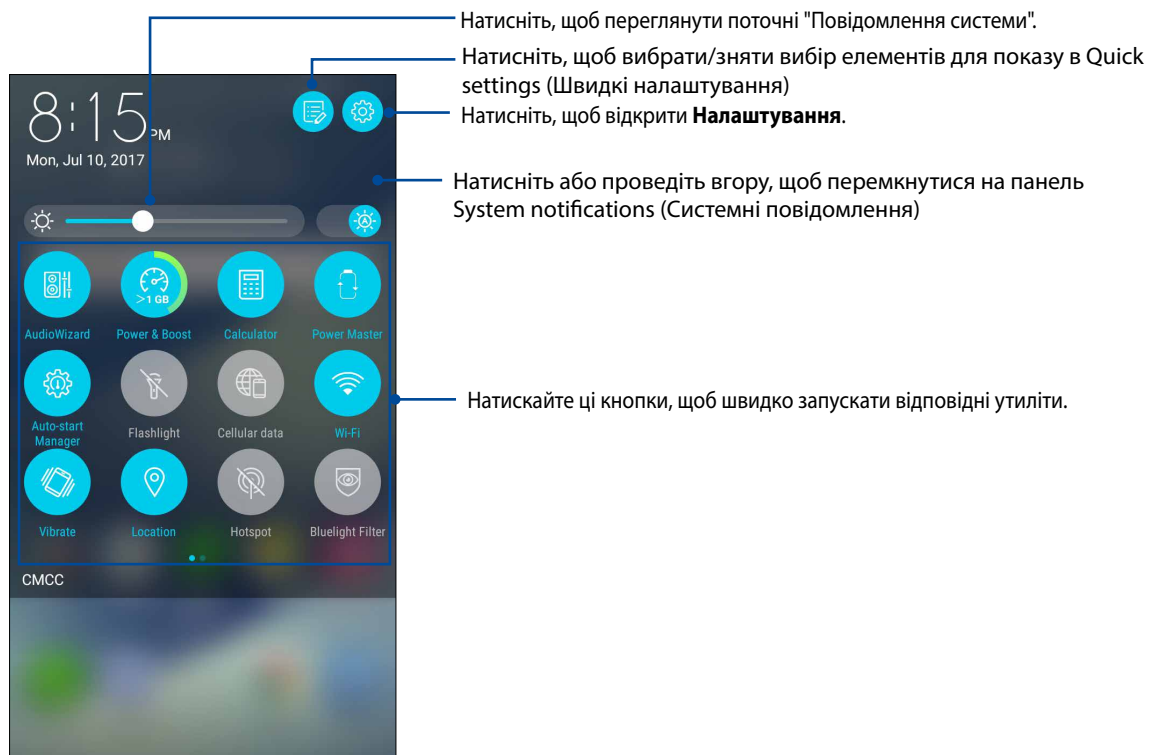 Натисніть, щоб переглянути поточні "Повідомлення системи".
Натисніть, щоб вибрати/зняти вибір елементів для показу в Quick
settings (Швидкі налаштування)
Натисніть, щоб відкрити Налаштування.
Натисніть або проведіть вгору, щоб перемкнутися на панель
System notifications (Системні повідомлення)
Натискайте ці кнопки, щоб швидко запускати відповідні утиліти.
8:15 PM
Mon, Jul 10, 2017
A
>1 GB
AudioWizard Power & Boost Calculator Power Master
Auto-start
Manager Flashlight Cellular data Wi-Fi
Vibrate Location Hotspot Bluelight Filter
CMCC